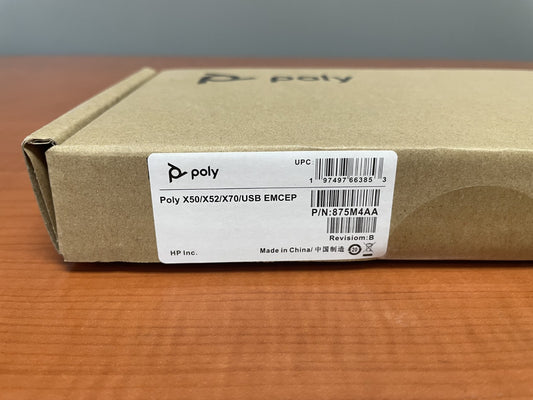 poly
poly
UPC
1 97497 66385 3
Poly X50/X52/X70/USB EMCEP
P/N:875M4AA
Revisiom:B
HP Inc.
Made in China/ 中国制造
20